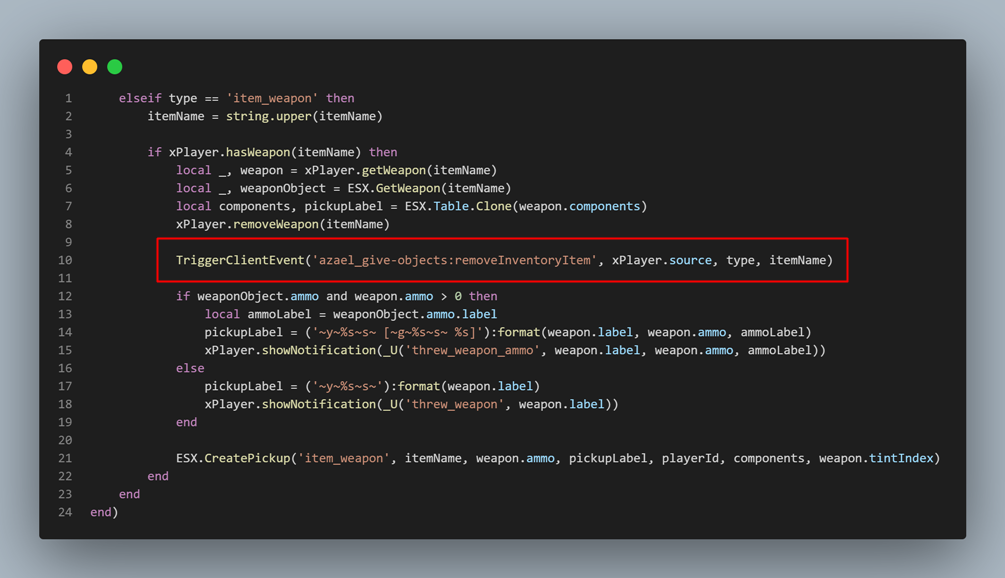 1 elseif type == 'item_weapon' then
2 itemName = string.upper(itemName)
3
4 if xPlayer.hasWeapon(itemName) then
5 local _, weapon = xPlayer.getWeapon(itemName)
6 local _, weaponObject = ESX.GetWeapon(itemName)
7 local components, pickupLabel = ESX.Table.Clone(weapon.components)
8 xPlayer.removeWeapon(itemName)
9
10 TriggerClientEvent('azael_give-objects:removeInventoryItem', xPlayer.source, type, itemName)
11
12 if weaponObject.ammo and weapon.ammo > 0 then
13 local ammoLabel = weaponObject.ammo.label
14 pickupLabel = ('~y~%s~s~ [~g~%s~s~ %s]'):format(weapon.label, weapon.ammo, ammoLabel)
15 xPlayer.showNotification(_U('threw_weapon_ammo', weapon.label, weapon.ammo, ammoLabel))
16 else
17 pickupLabel = ('~y~%s~s~'):format(weapon.label)
18 xPlayer.showNotification(_U('threw_weapon', weapon.label))
19 end
20
21 ESX.CreatePickup('item_weapon', itemName, weapon.ammo, pickupLabel, playerId, components, weapon.tintIndex)
22 end
23 end
24 end)